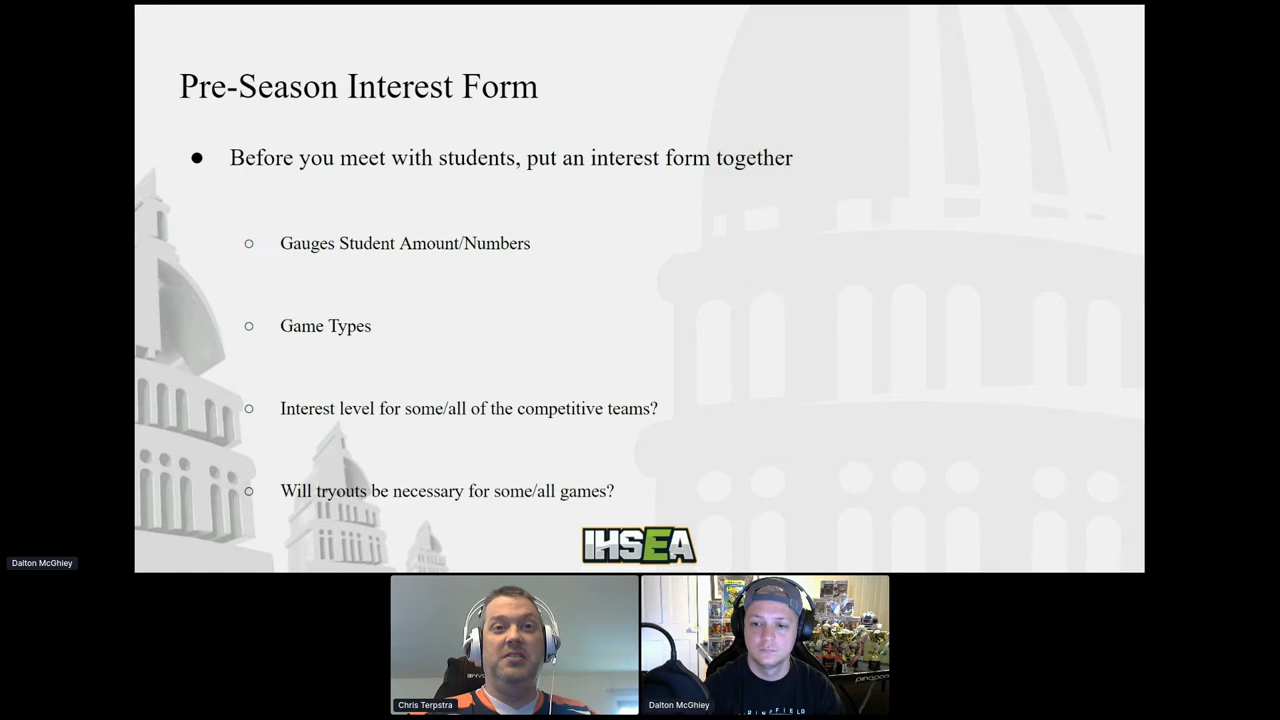 Pre-Season Interest Form
● Before you meet with students, put an interest form together
○ Gauges Student Amount/Numbers
○ Game Types
○ Interest level for some/all of the competitive teams?
○ Will tryouts be necessary for some/all games?
IHSEA
Dalton McGhley
Chris Terpstra
Dalton McGhley